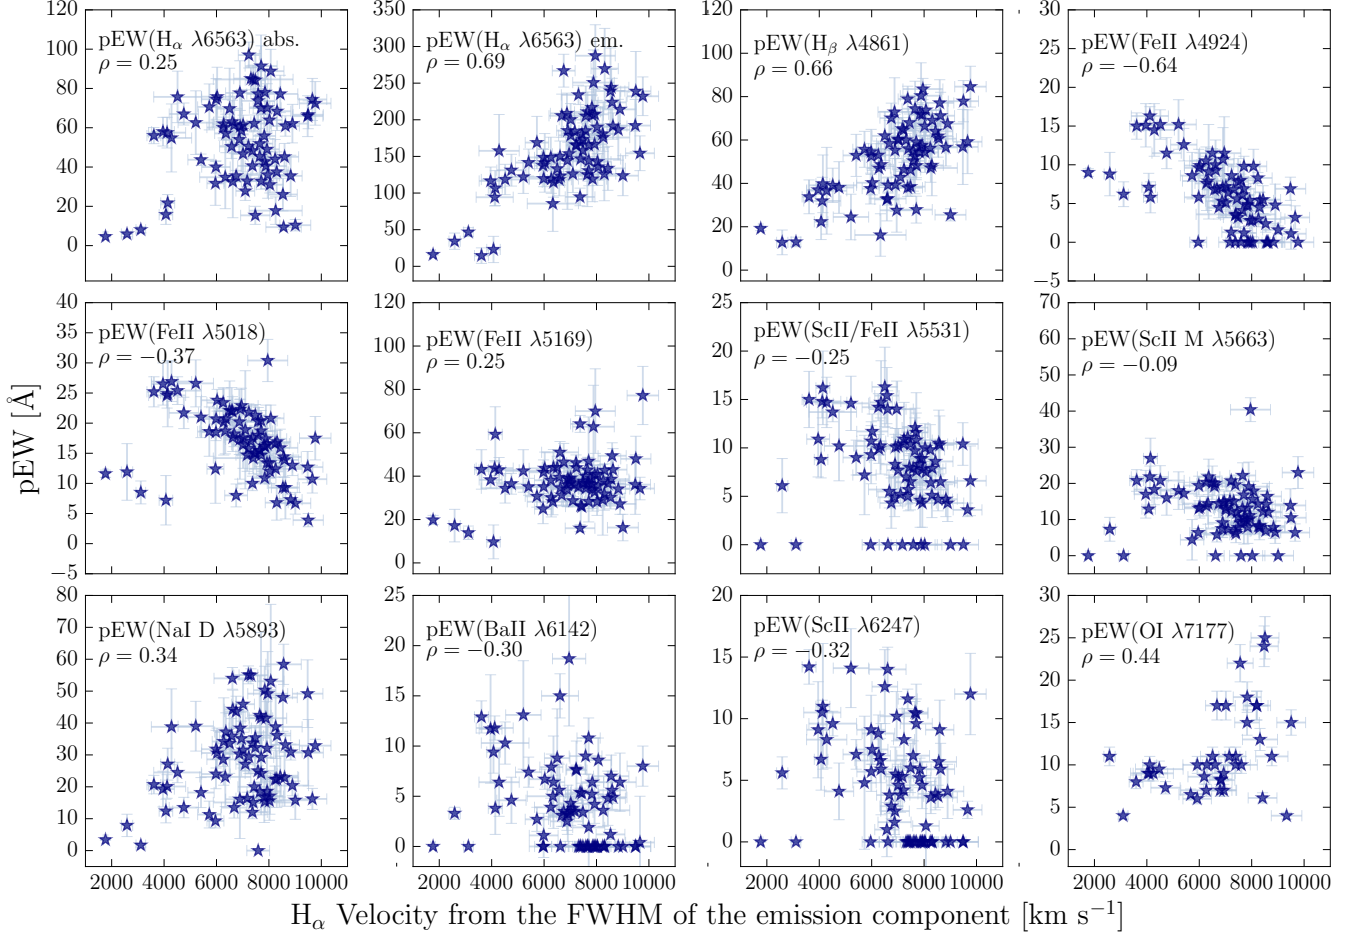 120
100
80
60
40
20
0
pEW(Hα λ6563) abs.
ρ = 0.25
350
300
250
200
150
100
50
0
pEW(Hα λ6563) em.
ρ = 0.69
120
100
80
60
40
20
0
pEW(Hβ λ4861)
ρ = 0.66
30
25
20
15
10
5
0
−5
pEW(FeII λ4924)
ρ = −0.64
40
35
30
25
20
15
10
5
0
−5
pEW(FeII λ5018)
ρ = −0.37
120
100
80
60
40
20
0
pEW(FeII λ5169)
ρ = 0.25
25
20
15
10
5
0
pEW(ScII/FeII λ5531)
ρ = −0.25
70
60
50
40
30
20
10
0
pEW(ScII M λ5663)
ρ = −0.09
80
70
60
50
40
30
20
10
0
pEW(NaI D λ5893)
ρ = 0.34
25
20
15
10
5
0
pEW(BaII λ6142)
ρ = −0.30
20
15
10
5
0
pEW(ScII λ6247)
ρ = −0.32
30
25
20
15
10
5
0
pEW(OI λ7177)
ρ = 0.44
2000 4000 6000 8000 10000
2000 4000 6000 8000 10000
2000 4000 6000 8000 10000
2000 4000 6000 8000 10000
pEW [Å]
Hα Velocity from the FWHM of the emission component [km s⁻¹]